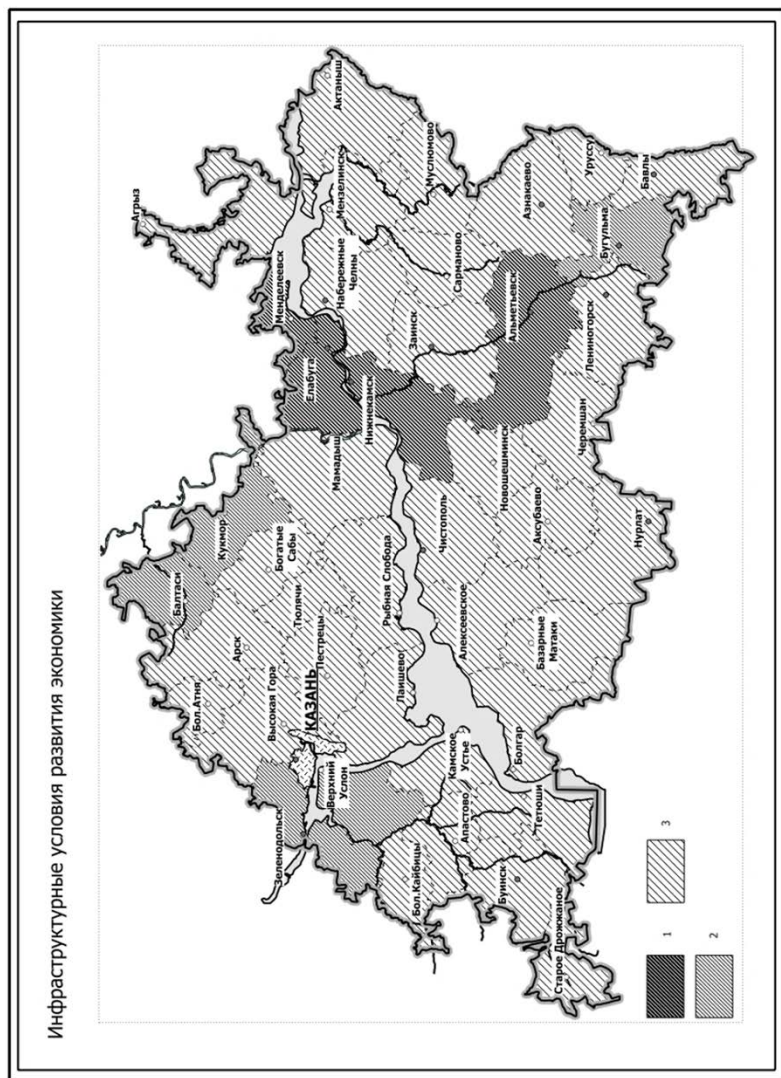 Инфраструктурные условия развития экономики
Агрыз
Актаныш
Менделеевск
Мензелинск
Муслюмово
Набережные
Челны
Елабуга
Заинск
Сарманово
Азнакаево
Уруссу
Бавлы
Бугульма
Альметьевск
Лениногорск
Нижнекамск
Мамадыш
Новошешминск
Черемшан
Кукмор
Балтаси
Богатые
Сабы
Тюлячи
Рыбная Слобода
Чистополь
Аксубаево
Нурлат
Арск
Пестрецы
Бол.Атня
Высокая Гора
КАЗАНЬ
Лаишево
Алексеевское
Базарные
Матаки
Зеленодольск
Верхний
Услон
Камское
Устье
Болгар
Апастово
Тетюши
Бол.Кайбицы
Буинск
Старое Дрожжаное
1
2
3